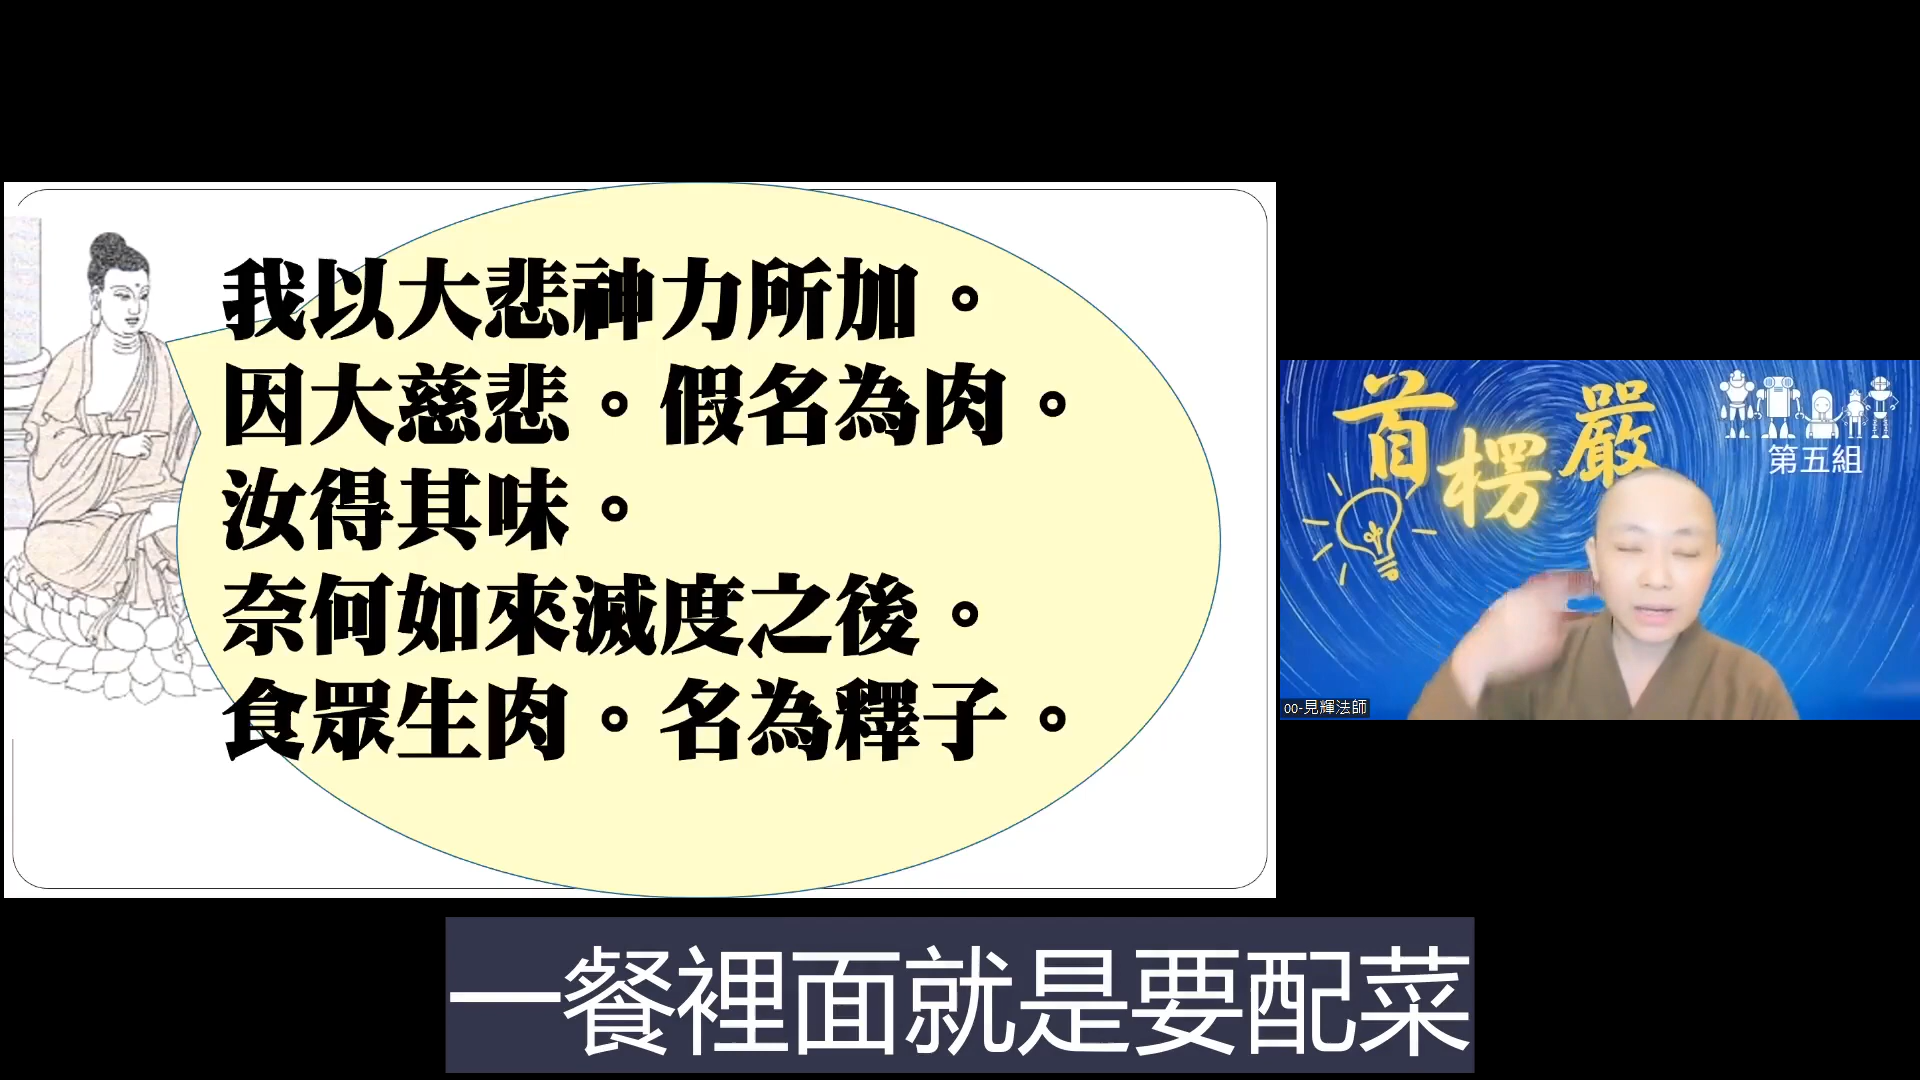 我以大悲神力所加。
因大慈悲。假名為肉。
汝得其味。
奈何如來滅度之後。
食眾生肉。名為釋子。
首楞嚴
第五組
00-見輝法師
一餐裡面就是要配菜